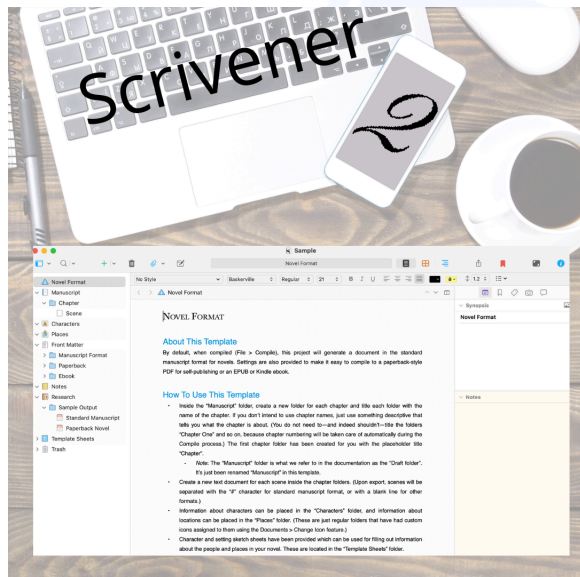 Scrivener
2
Sample
Novel Format
No Style
Baskerville
Regular
21
B I U
a
1.2
Novel Format
Manuscript
Chapter
Scene
Characters
Places
Front Matter
Manuscript Format
Paperback
Ebook
Notes
Research
Sample Output
Standard Manuscript
Paperback Novel
Template Sheets
Trash
Novel Format
NOVEL FORMAT
About This Template
By default, when compiled (File > Compile), this project will generate a document in the standard
manuscript format for novels. Settings are also provided to make it easy to compile to a paperback-style
PDF for self-publishing or an EPUB or Kindle ebook.
How To Use This Template
• Inside the "Manuscript" folder, create a new folder for each chapter and title each folder with the
name of the chapter. If you don't intend to use chapter names, just use something descriptive that
tells you what the chapter is about. (You do not need to—and indeed shouldn't—title the folders
"Chapter One" and so on, because chapter numbering will be taken care of automatically during the
Compile process.) The first chapter folder has been created for you with the placeholder title
"Chapter".
- Note: The "Manuscript" folder is what we refer to in the documentation as the "Draft folder".
It's just been renamed "Manuscript" in this template.
• Create a new text document for each scene inside the chapter folders. (Upon export, scenes will be
separated with the "#" character for standard manuscript format, or with a blank line for other
formats.)
• Information about characters can be placed in the "Characters" folder, and information about
locations can be placed in the "Places" folder. (These are just regular folders that have had custom
icons assigned to them using the Documents > Change Icon feature.)
• Character and setting sketch sheets have been provided which can be used for filling out information
about the people and places in your novel. These are located in the "Template Sheets" folder.
Synopsis
Novel Format
Notes